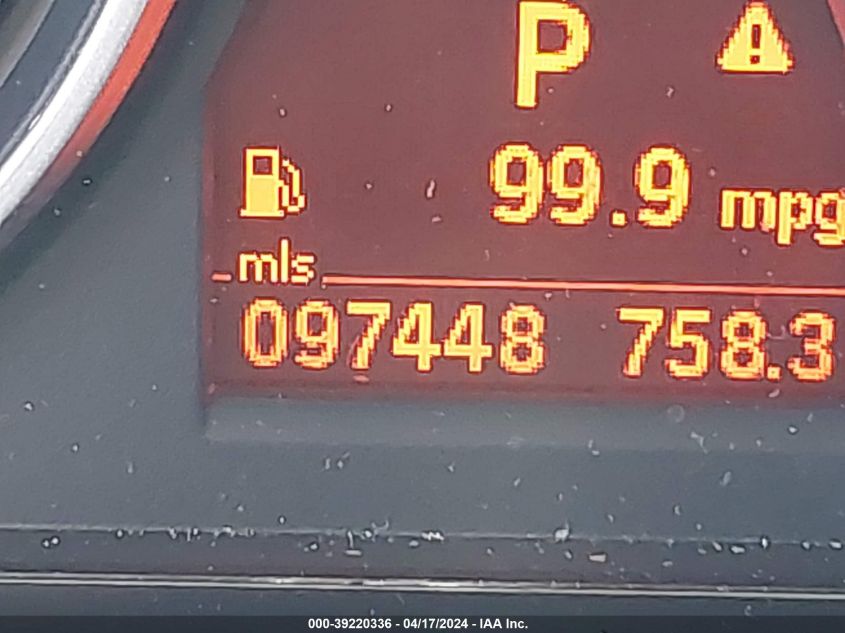 P
99.9 mpg
mls
097448 758.3
000-39220336 - 04/17/2024 - IAA Inc.